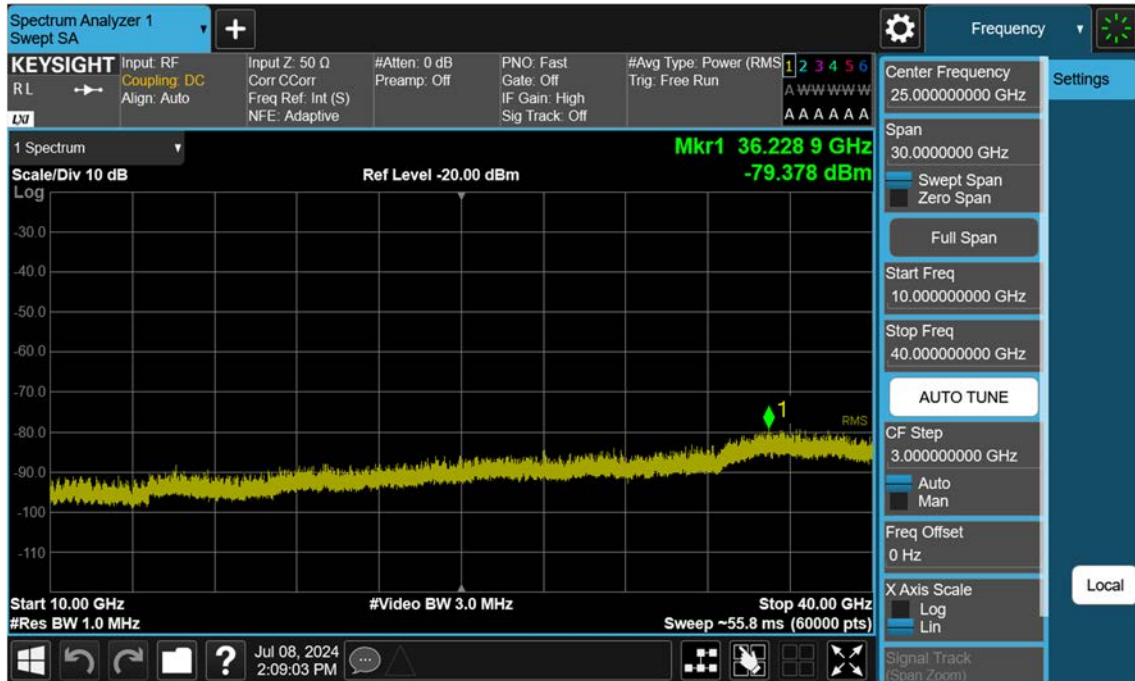 Spectrum Analyzer 1
Swept SA
Frequency
KEYSIGHT
R L
LXI
Input: RF
Coupling: DC
Align: Auto
Input Z: 50 Ω
Corr CCorr
Freq Ref: Int (S)
NFE: Adaptive
#Atten: 0 dB
Preamp: Off
PNO: Fast
Gate: Off
IF Gain: High
Sig Track: Off
#Avg Type: Power (RMS
Trig: Free Run
1 2 3 4 5 6
A W W W W W
A A A A A A
1 Spectrum
Scale/Div 10 dB
Ref Level -20.00 dBm
Mkr1 36.228 9 GHz
-79.378 dBm
Log
-30.0
-40.0
-50.0
-60.0
-70.0
-80.0
-90.0
-100
-110
1
RMS
Start 10.00 GHz
#Video BW 3.0 MHz
Stop 40.00 GHz
#Res BW 1.0 MHz
Sweep ~55.8 ms (60000 pts)
Jul 08, 2024
2:09:03 PM
Center Frequency
25.000000000 GHz
Span
30.0000000 GHz
Swept Span
Zero Span
Full Span
Start Freq
10.000000000 GHz
Stop Freq
40.000000000 GHz
AUTO TUNE
CF Step
3.000000000 GHz
Auto
Man
Freq Offset
0 Hz
X Axis Scale
Log
Lin
Signal Track
(Span Zoom)
Settings
Local